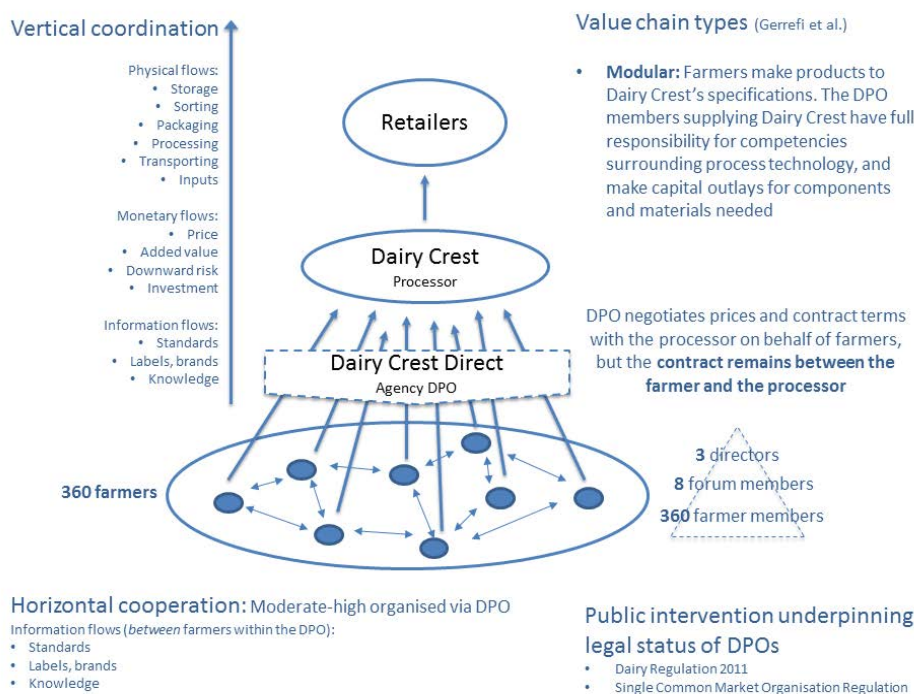 Vertical coordination
Physical flows:
• Storage
• Sorting
• Packaging
• Processing
• Transporting
• Inputs
Monetary flows:
• Price
• Added value
• Downward risk
• Investment
Information flows:
• Standards
• Labels, brands
• Knowledge
Retailers
Dairy Crest
Processor
Dairy Crest Direct
Agency DPO
360 farmers
Value chain types (Gerrefi et al.)
• Modular: Farmers make products to
Dairy Crest's specifications. The DPO
members supplying Dairy Crest have full
responsibility for competencies
surrounding process technology, and
make capital outlays for components
and materials needed
DPO negotiates prices and contract terms
with the processor on behalf of farmers,
but the contract remains between the
farmer and the processor
3 directors
8 forum members
360 farmer members
Horizontal cooperation: Moderate-high organised via DPO
Information flows (between farmers within the DPO):
• Standards
• Labels, brands
• Knowledge
Public intervention underpinning
legal status of DPOs
• Dairy Regulation 2011
• Single Common Market Organisation Regulation